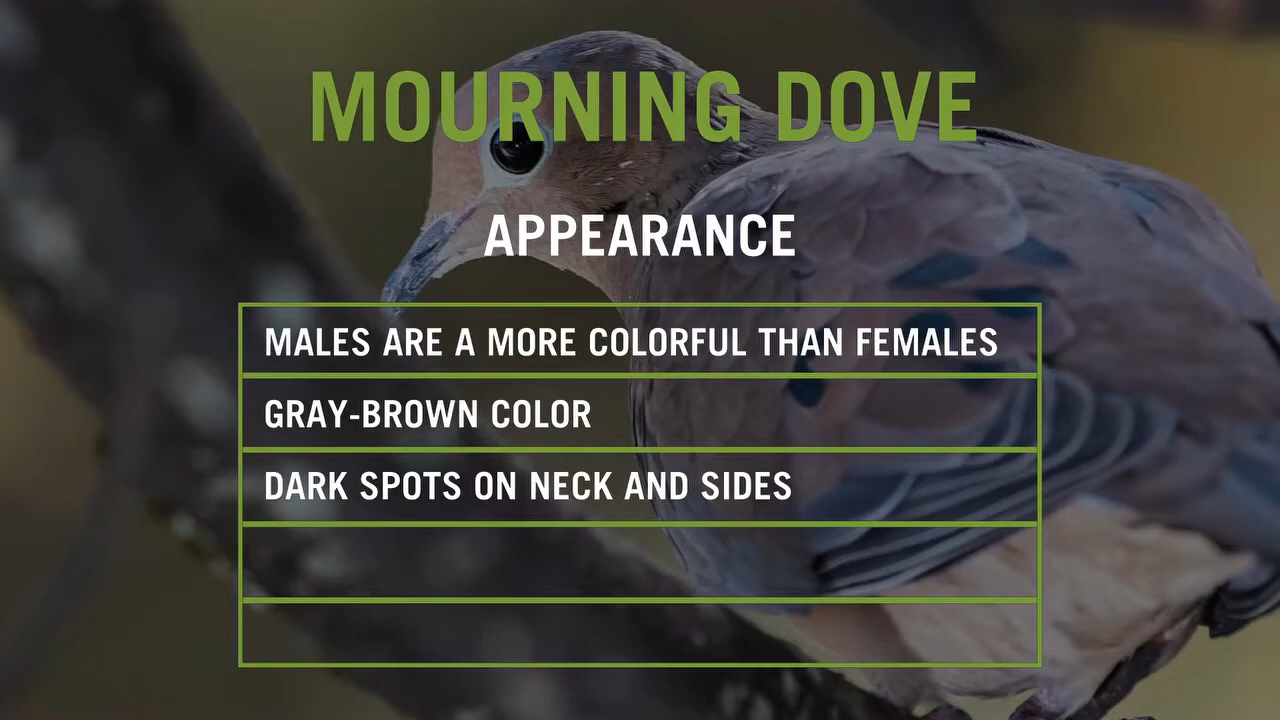 MOURNING DOVE
APPEARANCE
MALES ARE A MORE COLORFUL THAN FEMALES
GRAY-BROWN COLOR
DARK SPOTS ON NECK AND SIDES